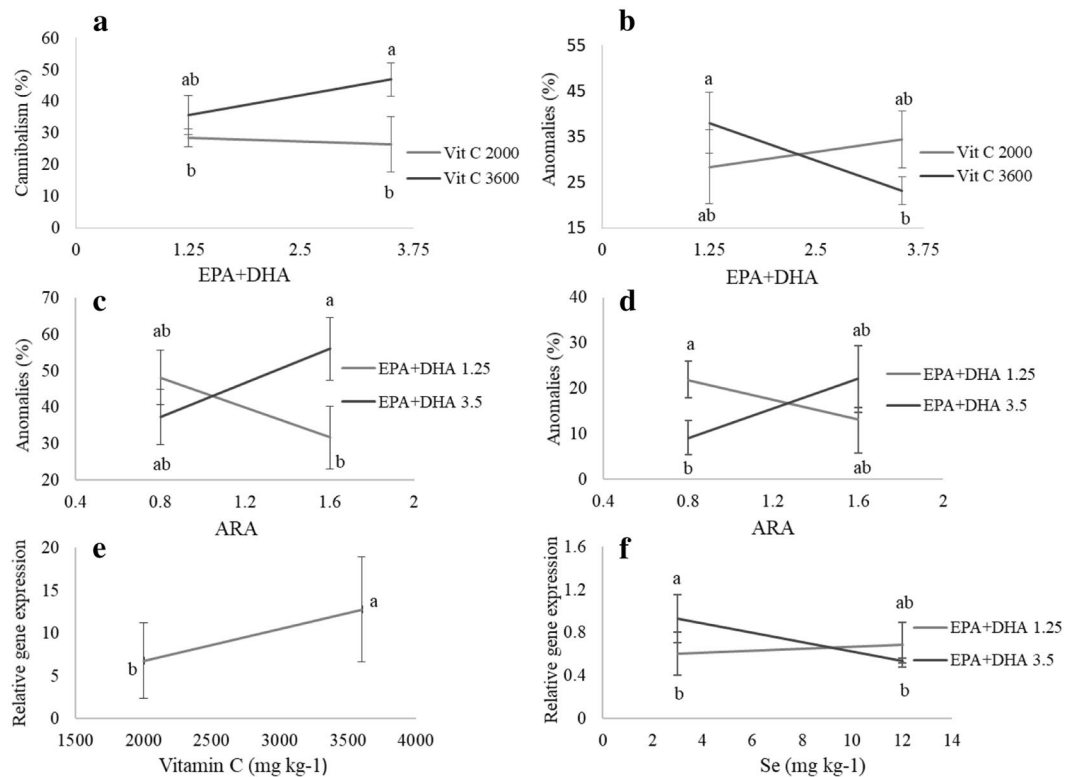 a
Cannibalism (%)
60
50
40
30
20
10
0
ab
a
b
b
Vit C 2000
Vit C 3600
0 1.25 2.5 3.75
EPA+DHA
b
Anomalies (%)
55
45
35
25
15
a
ab
ab
b
Vit C 2000
Vit C 3600
0 1.25 2.5 3.75
EPA+DHA
c
Anomalies (%)
70
60
50
40
30
20
ab
a
ab
b
EPA+DHA 1.25
EPA+DHA 3.5
0.4 0.8 1.2 1.6 2
ARA
d
Anomalies (%)
40
30
20
10
0
a
ab
b
ab
EPA+DHA 1.25
EPA+DHA 3.5
0.4 0.8 1.2 1.6 2
ARA
e
Relative gene expression
20
15
10
5
0
b
a
1500 2000 2500 3000 3500 4000
Vitamin C (mg kg-1)
f
Relative gene expression
1.6
1.2
0.8
0.4
0
a
ab
b
b
EPA+DHA 1.25
EPA+DHA 3.5
0 2 4 6 8 10 12 14
Se (mg kg-1)